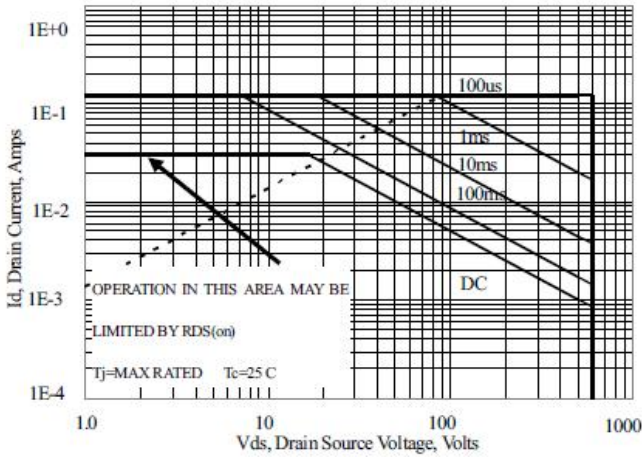 1E+0
100us
1E-1
1ms
10ms
100ms
1E-2
DC
1E-3
OPERATION IN THIS AREA MAY BE
LIMITED BY RDS(on)
Tj=MAX RATED Tc=25 C
1E-4
1.0 10 100 1000
Vds, Drain Source Voltage, Volts
Id, Drain Current, Amps